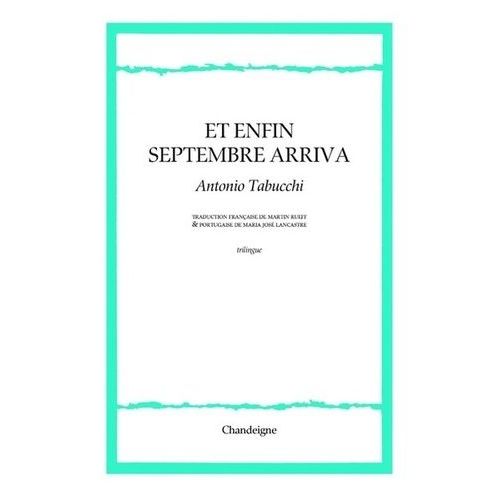 ET ENFIN
SEPTEMBRE ARRIVA
Antonio Tabucchi
TRADUCTION FRANÇAISE DE MARTIN RUEFF
& PORTUGAISE DE MARIA JOSÉ LANCASTRE
trilingue
Chandeigne